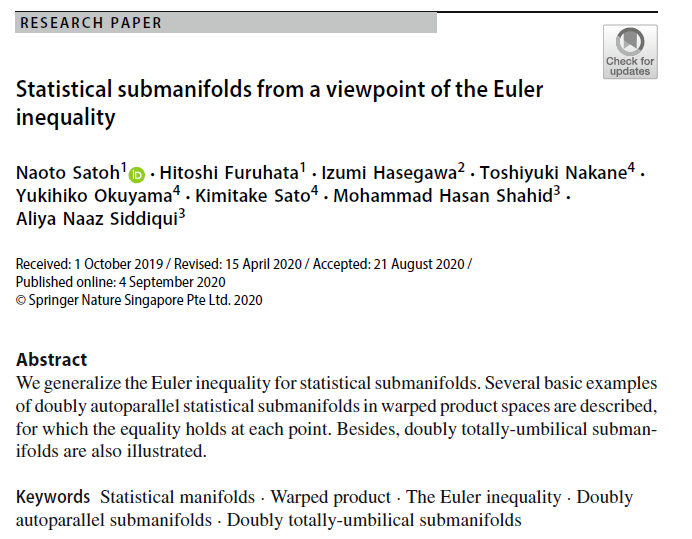 RESEARCH PAPER
Check for
updates
Statistical submanifolds from a viewpoint of the Euler
inequality
Naoto Satoh1 iD · Hitoshi Furuhata1 · Izumi Hasegawa2 · Toshiyuki Nakane4 ·
Yukihiko Okuyama4 · Kimitake Sato4 · Mohammad Hasan Shahid3 ·
Aliya Naaz Siddiqui3
Received: 1 October 2019 / Revised: 15 April 2020 / Accepted: 21 August 2020 /
Published online: 4 September 2020
© Springer Nature Singapore Pte Ltd. 2020
Abstract
We generalize the Euler inequality for statistical submanifolds. Several basic examples
of doubly autoparallel statistical submanifolds in warped product spaces are described,
for which the equality holds at each point. Besides, doubly totally-umbilical subman-
ifolds are also illustrated.
Keywords Statistical manifolds · Warped product · The Euler inequality · Doubly
autoparallel submanifolds · Doubly totally-umbilical submanifolds